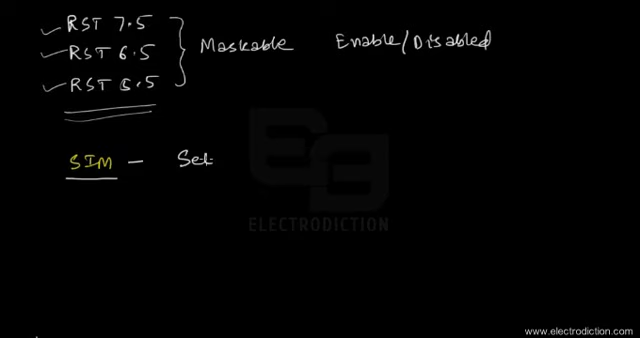 RST 7.5
RST 6.5
RST 5.5
Maskable Enable/Disabled
SIM - Set
ELECTRODICTION
www.electrodiction.com